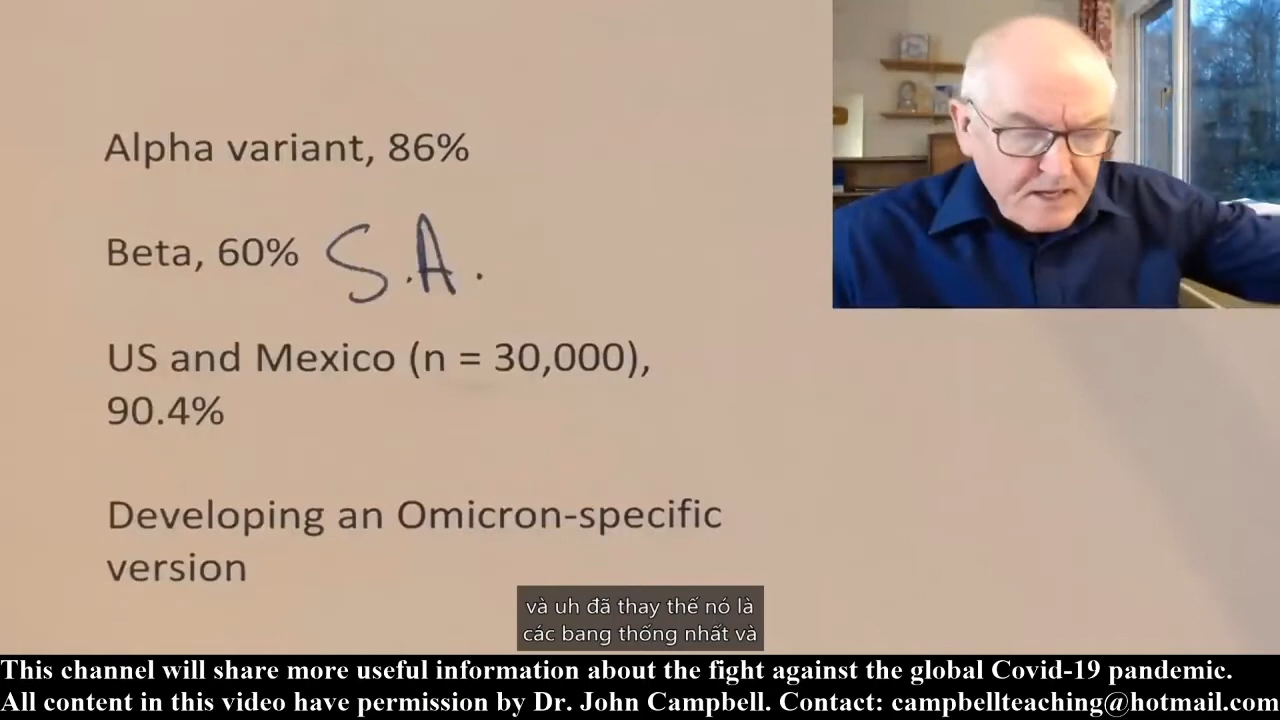 Alpha variant, 86%
Beta, 60% S.A.
US and Mexico (n = 30,000),
90.4%
Developing an Omicron-specific
version
và uh đã thay thế nó là
các bang thống nhất và
This channel will share more useful information about the fight against the global Covid-19 pandemic.
All content in this video have permission by Dr. John Campbell. Contact: campbellteaching@hotmail.com